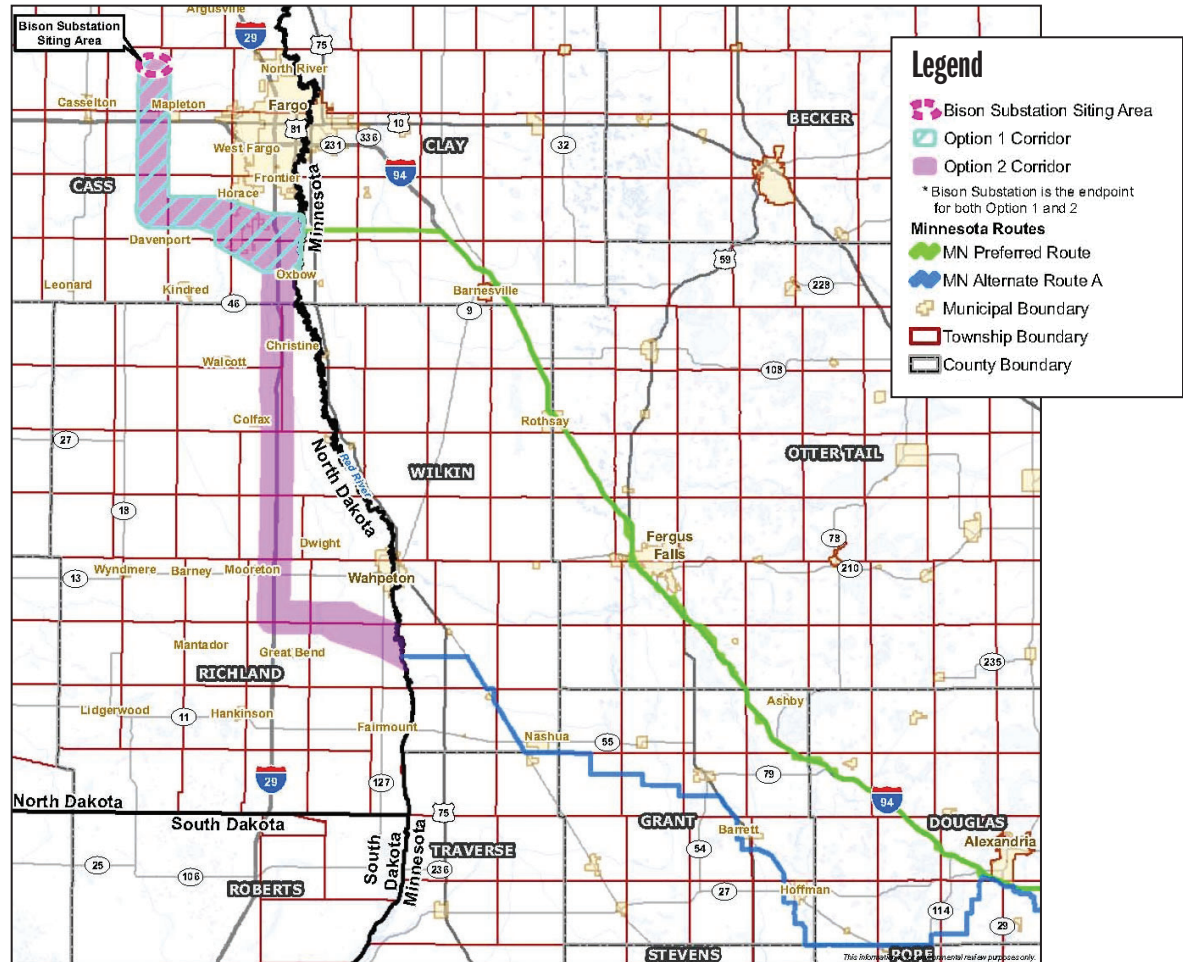 Argusville
Bison Substation
Siting Area
29
75
North River
Casselton
Mapleton
Fargo
81
10
BECKER
West Fargo
231
336
CLAY
32
94
CASS
Frontier
Horace
Minnesota
Davenport
59
Oxbow
Leonard
Kindred
46
Barnesville
9
228
Christine
Walcott
108
Colfax
Rothsay
27
North Dakota
Red River
WILKIN
OTTER TAIL
18
Dwight
Fergus
Falls
78
210
13
Wyndmere
Barney
Mooreton
Wahpeton
Mantador
Great Bend
235
RICHLAND
Lidgerwood
11
Hankinson
Fairmount
Ashby
Nashua
55
29
127
79
94
North Dakota
South Dakota
75
GRANT
DOUGLAS
Barrett
Alexandria
54
South
Dakota
Minnesota
TRAVERSE
25
106
236
ROBERTS
27
Hoffman
114
29
STEVENS
POPE
Legend
Bison Substation Siting Area
Option 1 Corridor
Option 2 Corridor
* Bison Substation is the endpoint
for both Option 1 and 2
Minnesota Routes
MN Preferred Route
MN Alternate Route A
Municipal Boundary
Township Boundary
County Boundary